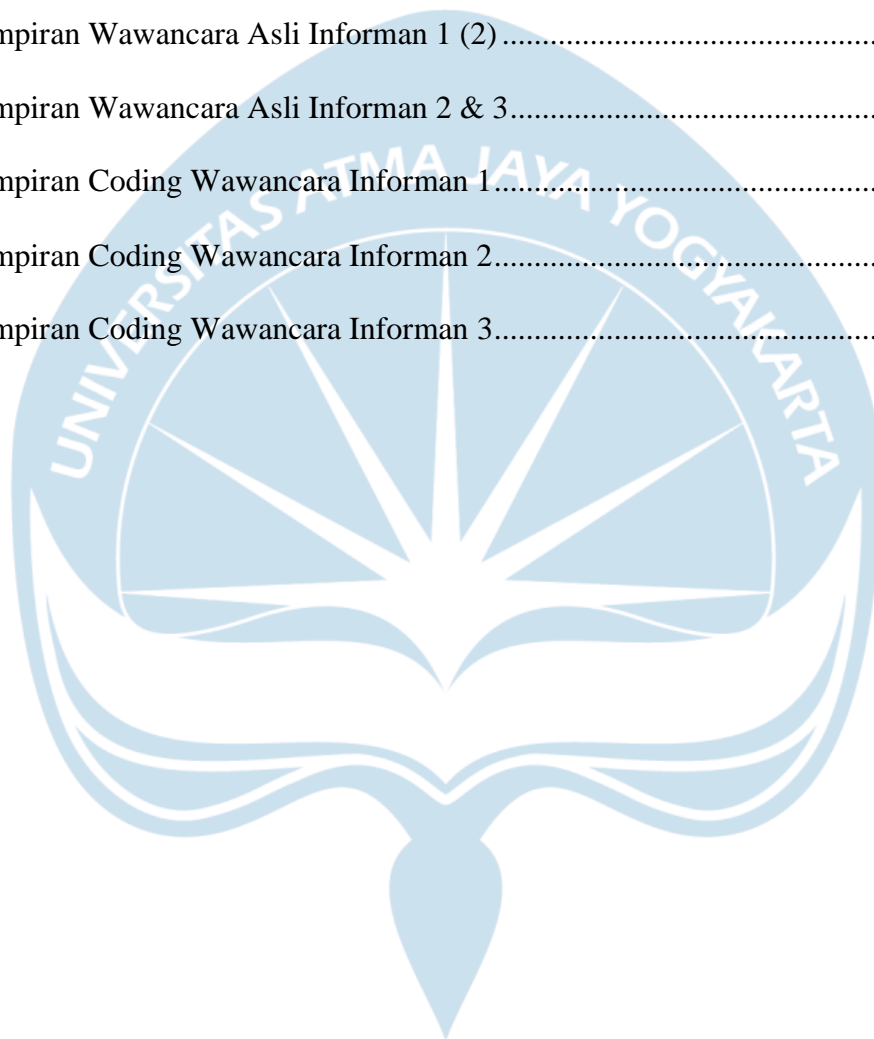 mpiran Wawancara Asli Informan 1 (2)................................................
mpiran Wawancara Asli Informan 2 & 3..............................................
mpiran Coding Wawancara Informan 1................................................
mpiran Coding Wawancara Informan 2................................................
mpiran Coding Wawancara Informan 3................................................
UNIVERSITAS ATMA JAYA YOGYAKARTA